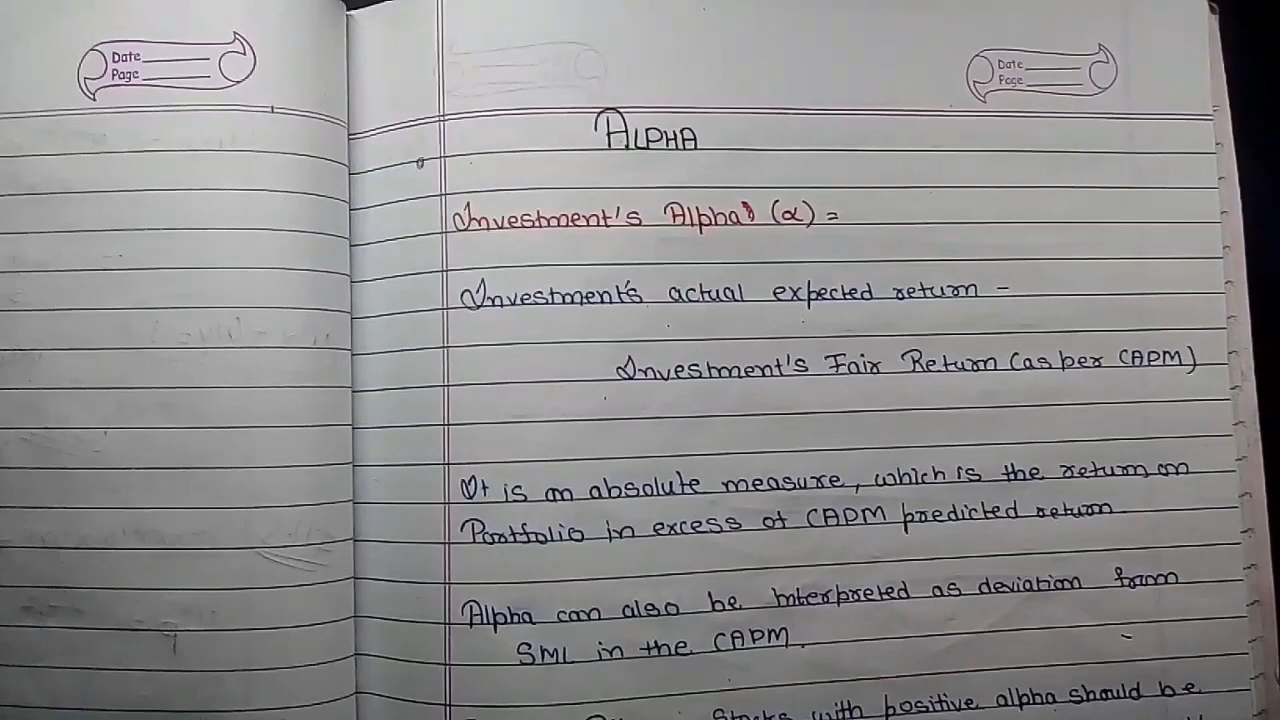 Date
Page
Date
Page
ALPHA
Investment's Alpha (α) =
Investment's actual expected return -
Investment's Fair Return (as per CAPM)
It is an absolute measure, which is the return on
Portfolio in excess of CAPM predicted return
Alpha can also be interpreted as deviation from
SML in the CAPM.
Stocks with positive alpha should be